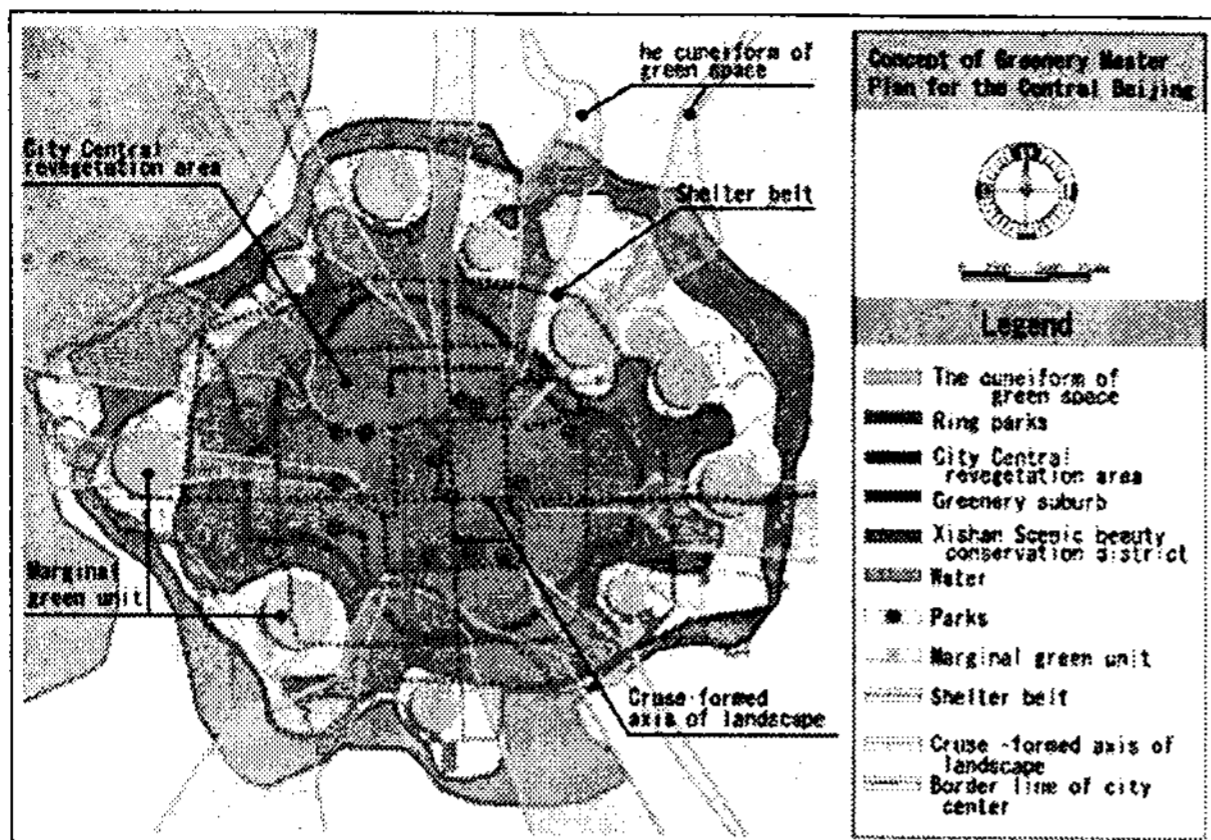 he cuneiform of
green space
City Central
revegetation area
Shelter belt
Marginal
green unit
Cruse-formed
axis of landscape
Concept of Greenery Master
Plan for the Central Beijing
Legend
The cuneiform of
green space
Ring parks
City Central
revegetation area
Greenery suburb
Xishan Scenic beauty
conservation district
Water
Parks
Marginal green unit
Shelter belt
Cruse-formed axis of
landscape
Border line of city
center